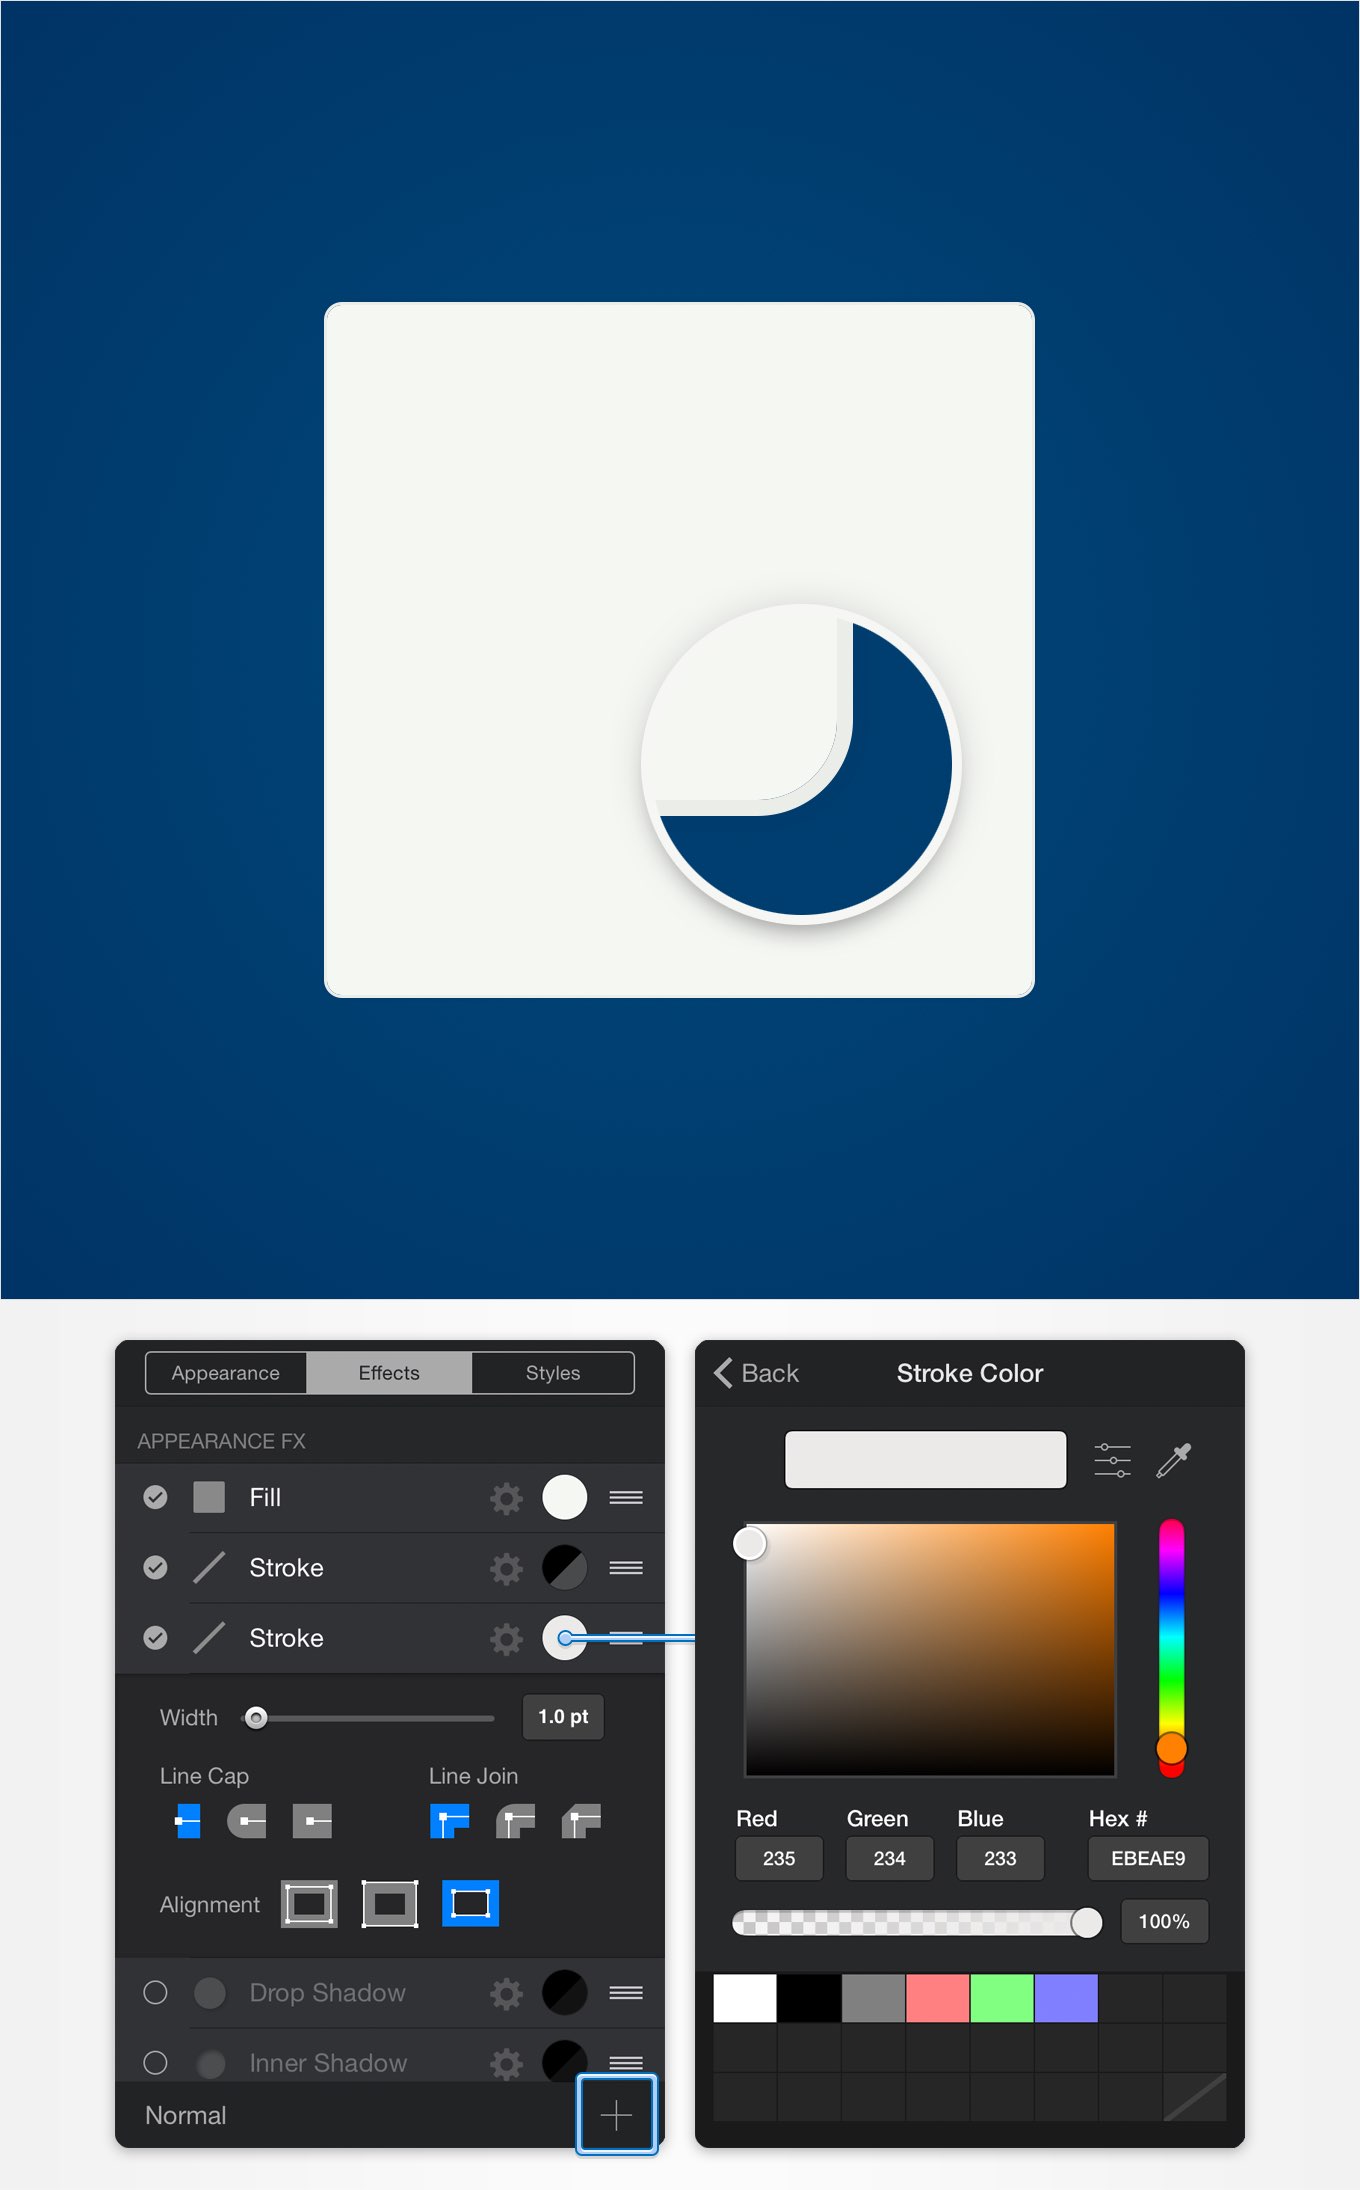 Appearance
Effects
Styles
APPEARANCE FX
Fill
Stroke
Stroke
Width
1.0 pt
Line Cap
Line Join
Alignment
Drop Shadow
Inner Shadow
Normal
Back
Stroke Color
Red
Green
Blue
Hex #
235
234
233
EBEAE9
100%